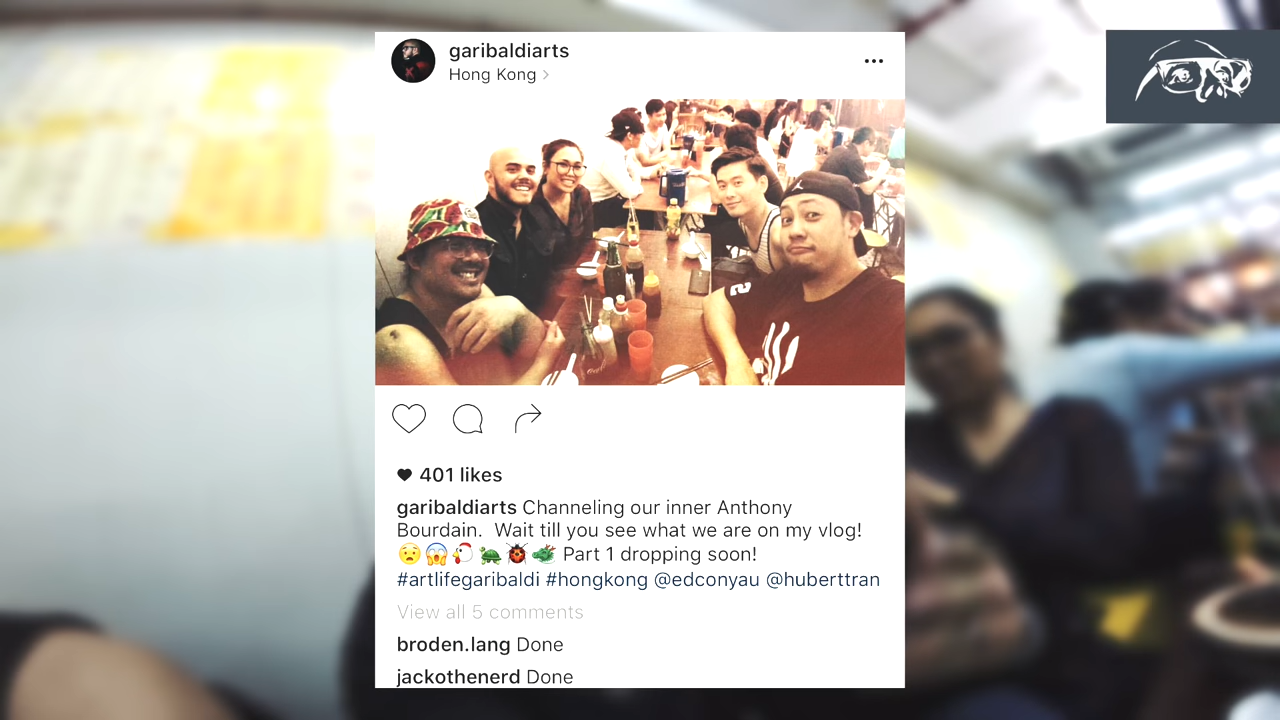 garibaldiarts
Hong Kong >
401 likes
garibaldiarts Channeling our inner Anthony
Bourdain.  Wait till you see what we are on my vlog!
😧😱🐔🐢🐞🐲 Part 1 dropping soon!
#artlifegaribaldi #hongkong @edconyau @huberttran
View all 5 comments
broden.lang Done
jackothenerd Done